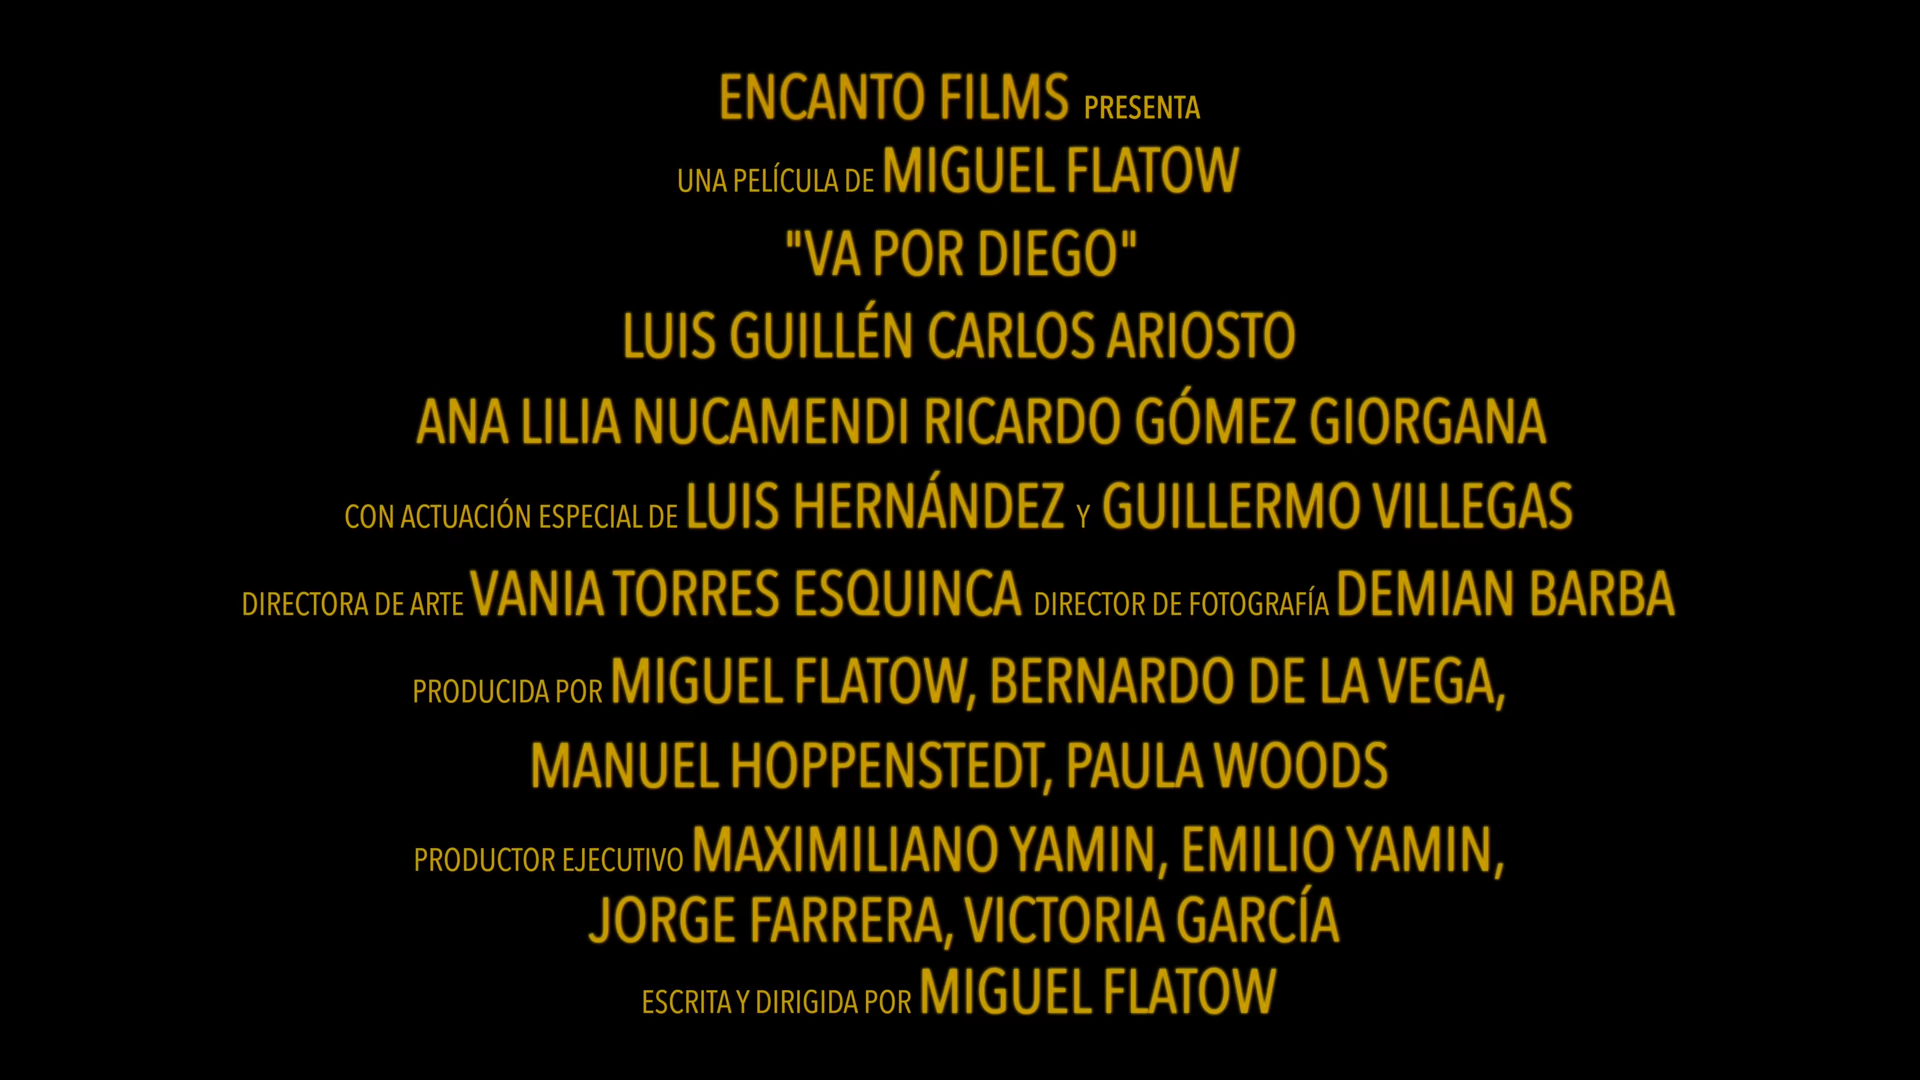 ENCANTO FILMS PRESENTA
UNA PELÍCULA DE MIGUEL FLATOW
"VA POR DIEGO"
LUIS GUILLÉN CARLOS ARIOSTO
ANA LILIA NUCAMENDI RICARDO GÓMEZ GIORGANA
CON ACTUACIÓN ESPECIAL DE LUIS HERNÁNDEZ Y GUILLERMO VILLEGAS
DIRECTORA DE ARTE VANIA TORRES ESQUINCA DIRECTOR DE FOTOGRAFÍA DEMIAN BARBA
PRODUCIDA POR MIGUEL FLATOW, BERNARDO DE LA VEGA,
MANUEL HOPPENSTEDT, PAULA WOODS
PRODUCTOR EJECUTIVO MAXIMILIANO YAMIN, EMILIO YAMIN,
JORGE FARRERA, VICTORIA GARCÍA
ESCRITA Y DIRIGIDA POR MIGUEL FLATOW